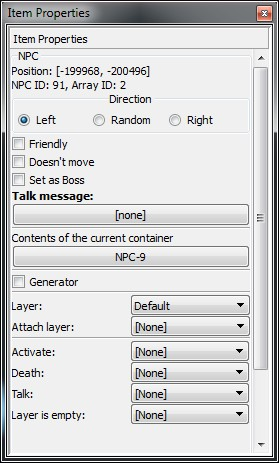 Item Properties
Item Properties
NPC
Position: [-199968, -200496]
NPC ID: 91, Array ID: 2
Direction
Left Random Right
Friendly
Doesn't move
Set as Boss
Talk message:
[none]
Contents of the current container
NPC-9
Generator
Layer: Default
Attach layer: [None]
Activate: [None]
Death: [None]
Talk: [None]
Layer is empty: [None]